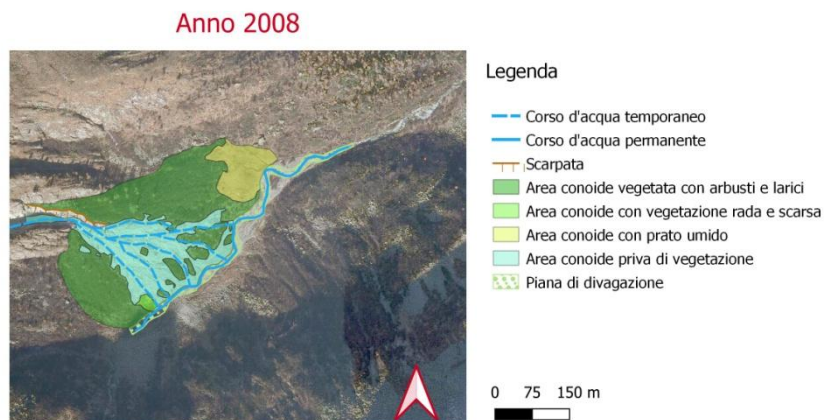 Anno 2008
Legenda
Corso d'acqua temporaneo
Corso d'acqua permanente
Scarpata
Area conoide vegetata con arbusti e larici
Area conoide con vegetazione rada e scarsa
Area conoide con prato umido
Area conoide priva di vegetazione
Piana di divagazione
0 75 150 m